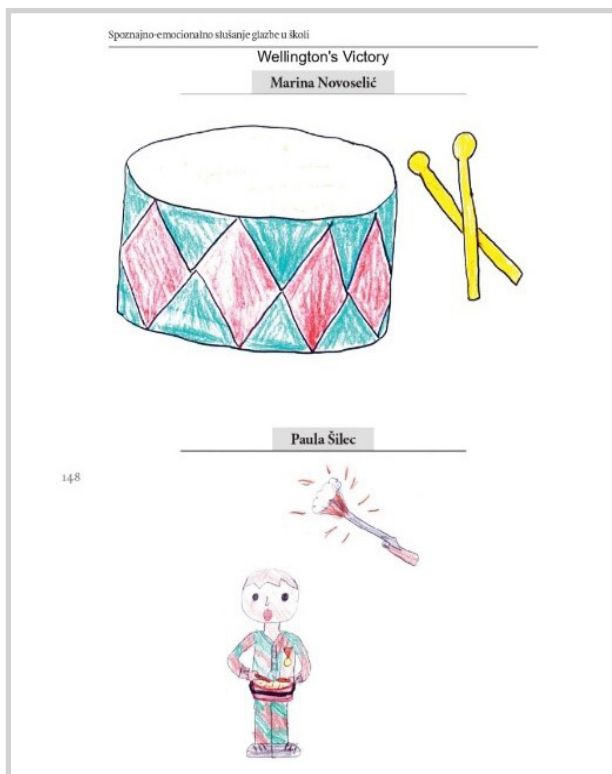 Spoznajno-emocionalno slušanje glazbe u školi
Wellington's Victory
Marina Novoselić
Paula Šilec
148